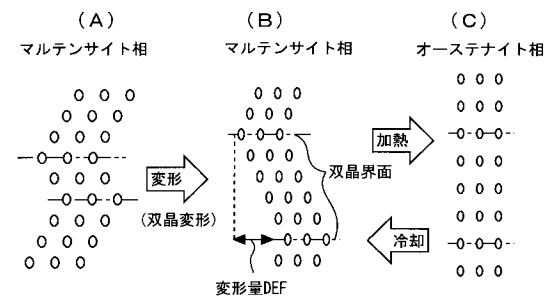 (A)
マルテンサイト相
(B)
マルテンサイト相
(C)
オーステナイト相
変形
(双晶変形)
双晶界面
加熱
冷却
変形量DEF